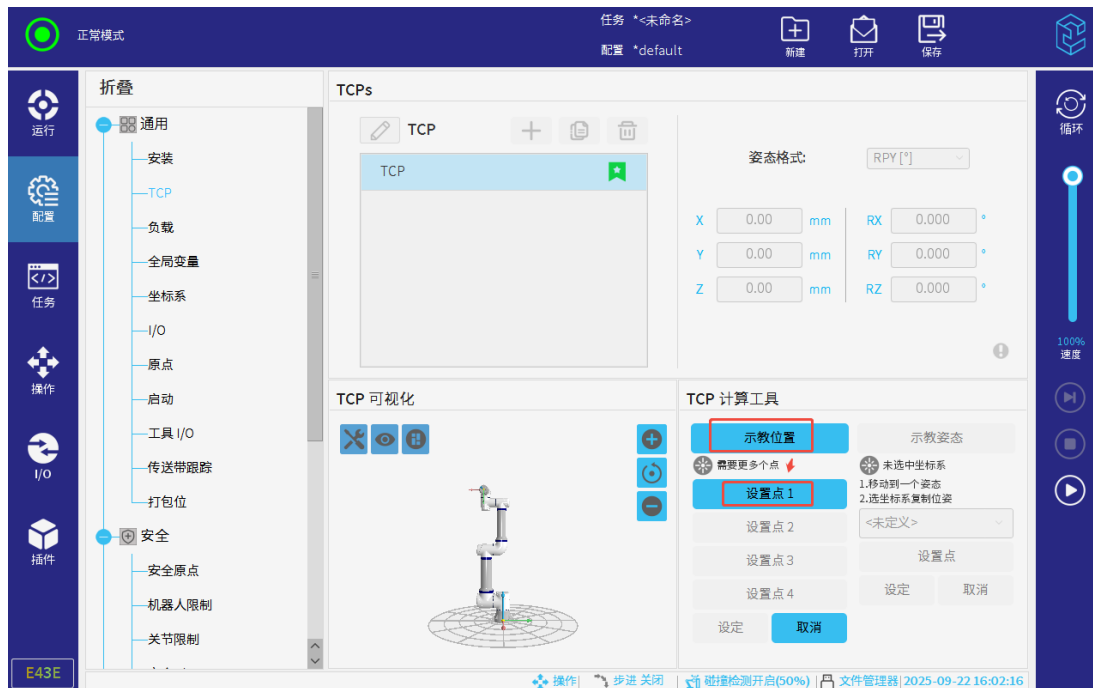 正常模式
任务 *<未命名>
配置 *default
新建
打开
保存
运行
配置
任务
操作
I/O
插件
E43E
折叠
通用
安装
TCP
负载
全局变量
坐标系
I/O
原点
启动
工具 I/O
传送带跟踪
打包位
安全
安全原点
机器人限制
关节限制
TCPs
TCP
TCP
姿态格式:
RPY [°]
X 0.00 mm RX 0.000 °
Y 0.00 mm RY 0.000 °
Z 0.00 mm RZ 0.000 °
TCP 可视化
TCP 计算工具
示教位置
需要更多个点
设置点 1
设置点 2
设置点 3
设置点 4
设定
取消
示教姿态
未选中坐标系
1.移动到一个姿态
2.选坐标系复制位姿
<未定义>
设置点
设定
取消
循环
100%
速度
操作| 步进 关闭 | 碰撞检测开启(50%) | 文件管理器| 2025-09-22 16:02:16